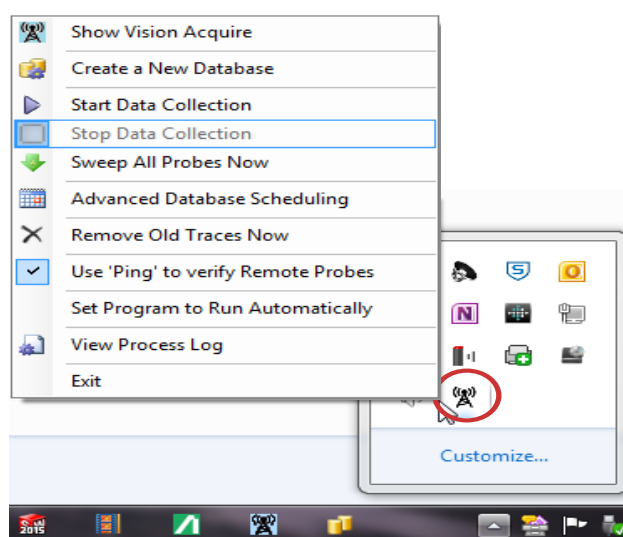 Show Vision Acquire
Create a New Database
Start Data Collection
Stop Data Collection
Sweep All Probes Now
Advanced Database Scheduling
Remove Old Traces Now
Use 'Ping' to verify Remote Probes
Set Program to Run Automatically
View Process Log
Exit
S
O
N
Customize...
SW
2015